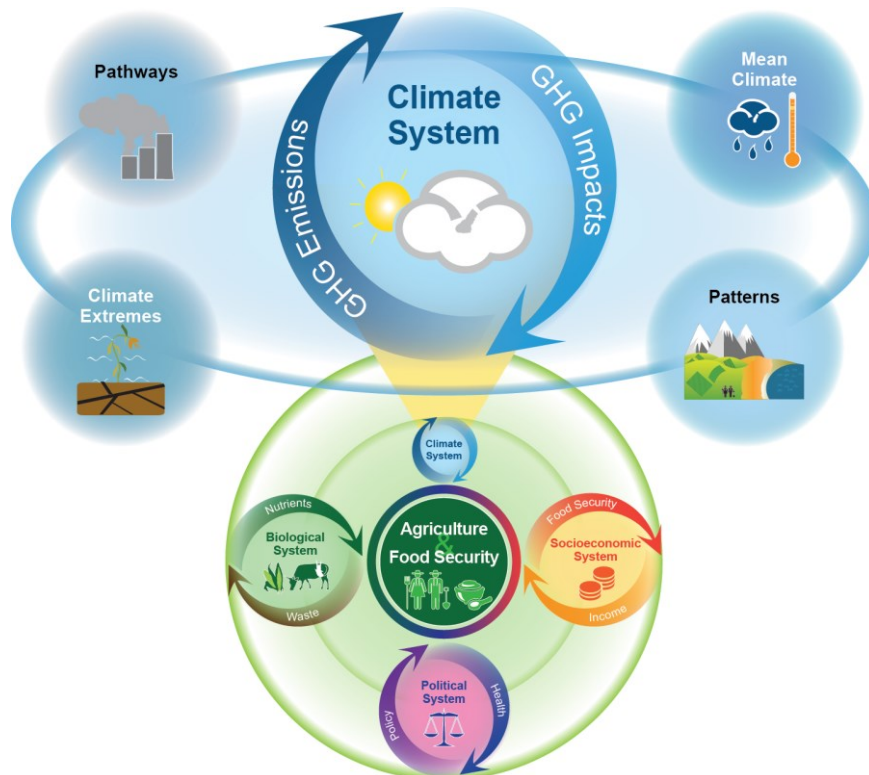 Pathways
Climate
System
GHG Emissions
GHG Impacts
Mean
Climate
Climate
Extremes
Patterns
Climate
System
Nutrients
Biological
System
Waste
Agriculture
&
Food Security
Food Security
Socioeconomic
System
Income
Political
System
Policy
Health